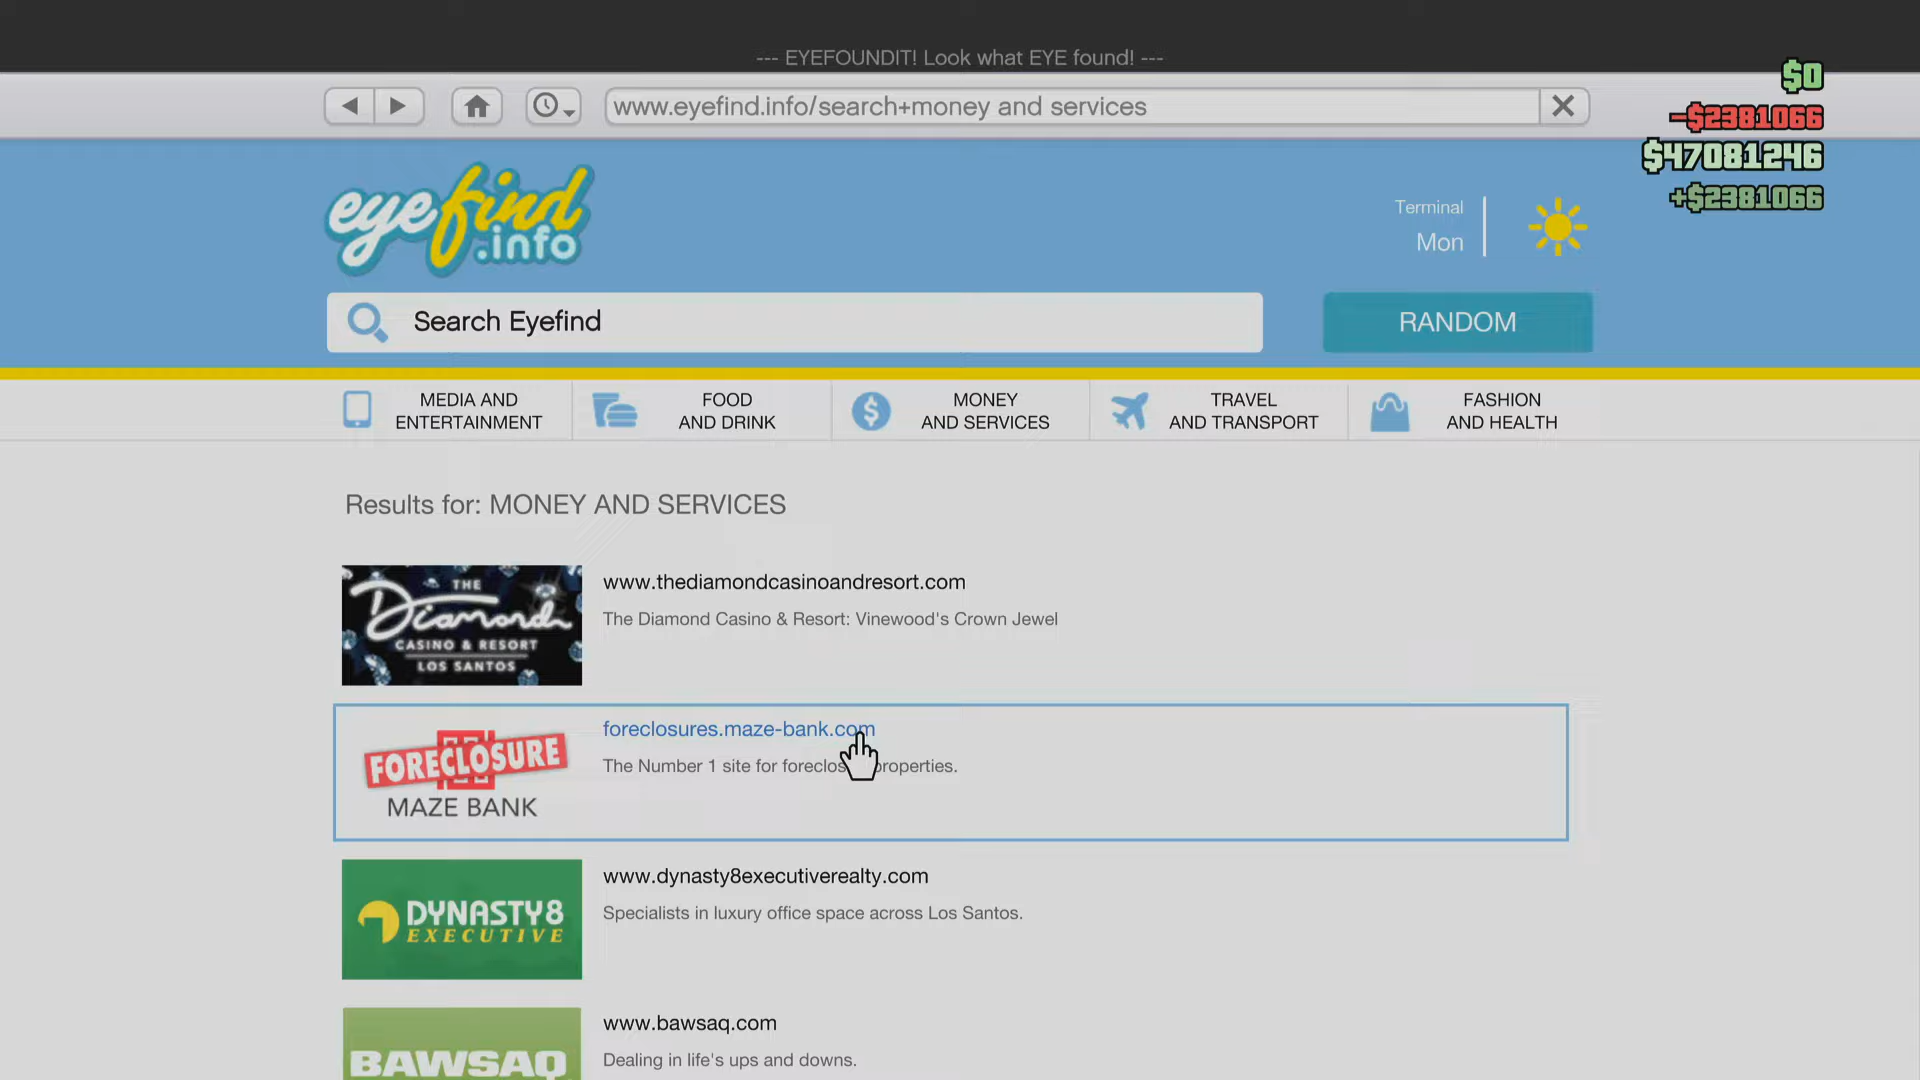 --- EYEFOUNDIT! Look what EYE found! ---
www.eyefind.info/search+money and services
$0
-$2381066
$47081246
+$2381066
eyefind
.info
Terminal
Mon
Search Eyefind
RANDOM
MEDIA AND
ENTERTAINMENT
FOOD
AND DRINK
MONEY
AND SERVICES
TRAVEL
AND TRANSPORT
FASHION
AND HEALTH
Results for: MONEY AND SERVICES
THE
Diamond
CASINO & RESORT
LOS SANTOS
www.thediamondcasinoandresort.com
The Diamond Casino & Resort: Vinewood's Crown Jewel
FORECLOSURE
MAZE BANK
foreclosures.maze-bank.com
The Number 1 site for foreclosed properties.
DYNASTY8
EXECUTIVE
www.dynasty8executiverealty.com
Specialists in luxury office space across Los Santos.
BAWSAQ
www.bawsaq.com
Dealing in life's ups and downs.